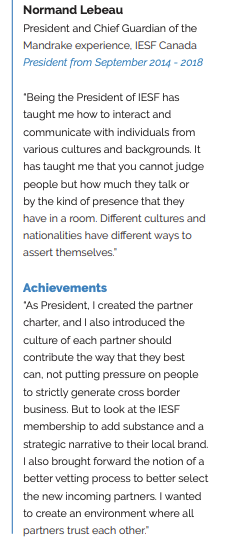 Normand Lebeau
President and Chief Guardian of the
Mandrake experience, IESF Canada
President from September 2014 - 2018
"Being the President of IESF has
taught me how to interact and
communicate with individuals from
various cultures and backgrounds. It
has taught me that you cannot judge
people but how much they talk or
by the kind of presence that they
have in a room. Different cultures and
nationalities have different ways to
assert themselves."
Achievements
"As President, I created the partner
charter, and I also introduced the
culture of each partner should
contribute the way that they best
can, not putting pressure on people
to strictly generate cross border
business. But to look at the IESF
membership to add substance and a
strategic narrative to their local brand.
I also brought forward the notion of a
better vetting process to better select
the new incoming partners. I wanted
to create an environment where all
partners trust each other."